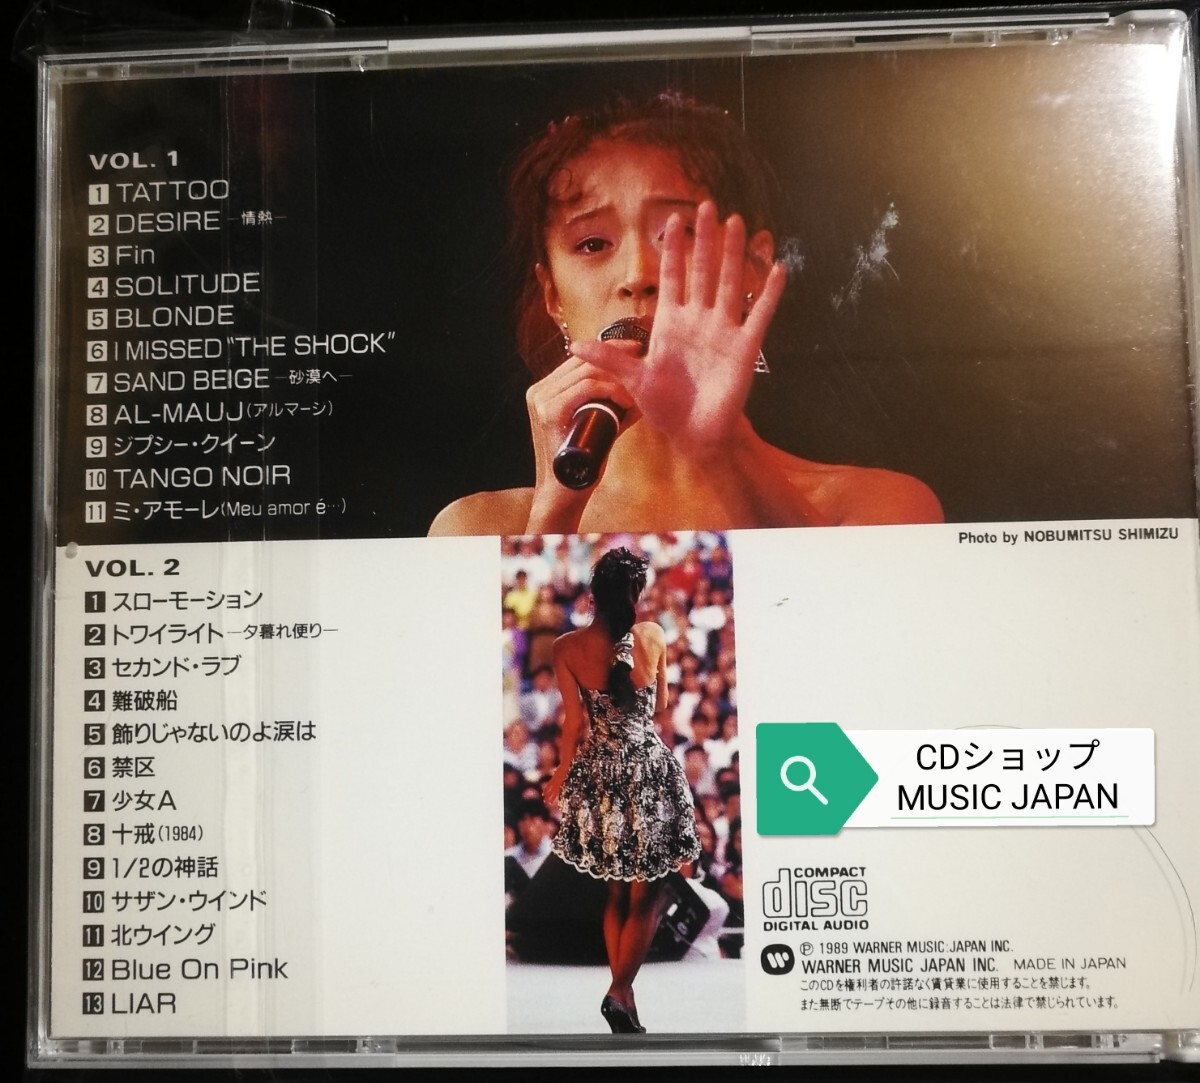 VOL. 1
1 TATTOO
2 DESIRE —情熱—
3 Fin
4 SOLITUDE
5 BLONDE
6 I MISSED "THE SHOCK"
7 SAND BEIGE —砂漠へ—
8 AL-MAUJ(アルマージ)
9 ジプシー・クイーン
10 TANGO NOIR
11 ミ・アモーレ(Meu amor é…)
Photo by NOBUMITSU SHIMIZU
VOL. 2
1 スローモーション
2 トワイライト—夕暮れ便り—
3 セカンド・ラブ
4 難破船
5 飾りじゃないのよ涙は
6 禁区
7 少女A
8 十戒(1984)
9 1/2の神話
10 サザン・ウインド
11 北ウイング
12 Blue On Pink
13 LIAR
CDショップ
MUSIC JAPAN
COMPACT
disc
DIGITAL AUDIO
Ⓟ 1989 WARNER MUSIC JAPAN INC.
WARNER MUSIC JAPAN INC. MADE IN JAPAN
このCDを権利者の許諾なく賃貸業に使用することを禁じます。
また無断でテープその他に録音することは法律で禁じられています。